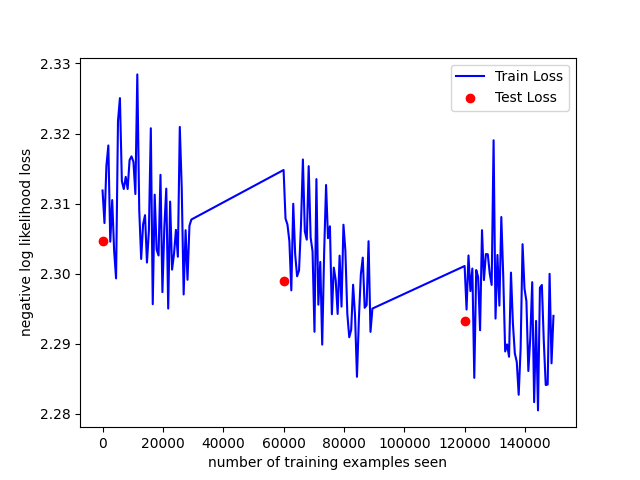 2.33
2.32
2.31
2.30
2.29
2.28
negative log likelihood loss
Train Loss
Test Loss
0 20000 40000 60000 80000 100000 120000 140000
number of training examples seen